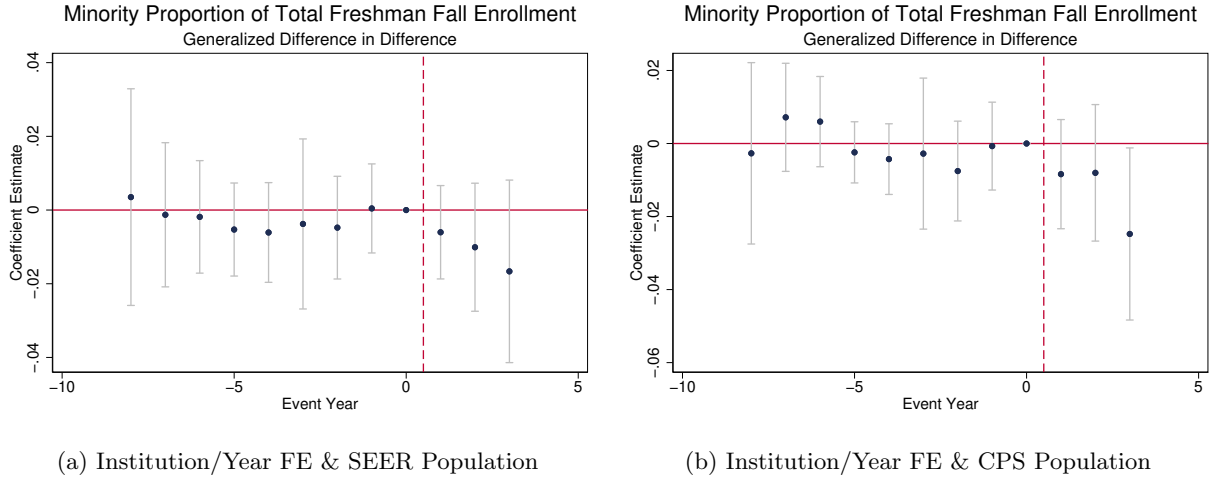 Minority Proportion of Total Freshman Fall Enrollment
Generalized Difference in Difference
Coefficient Estimate
.04
.02
0
-.02
-.04
−10
−5
0
5
Event Year
(a) Institution/Year FE & SEER Population
Minority Proportion of Total Freshman Fall Enrollment
Generalized Difference in Difference
Coefficient Estimate
.02
0
-.02
-.04
-.06
−10
−5
0
5
Event Year
(b) Institution/Year FE & CPS Population